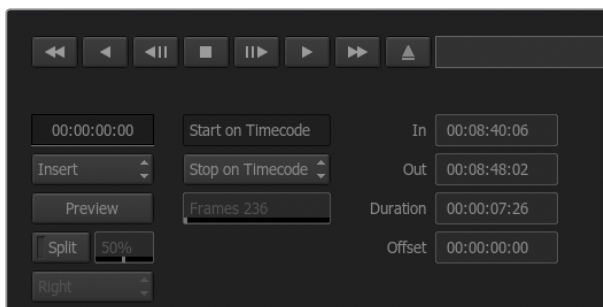 00:00:00:00 Start on Timecode In 00:08:40:06
Insert Stop on Timecode Out 00:08:48:02
Preview Frames 236 Duration 00:00:07:26
Split 50% Offset 00:00:00:00
Right